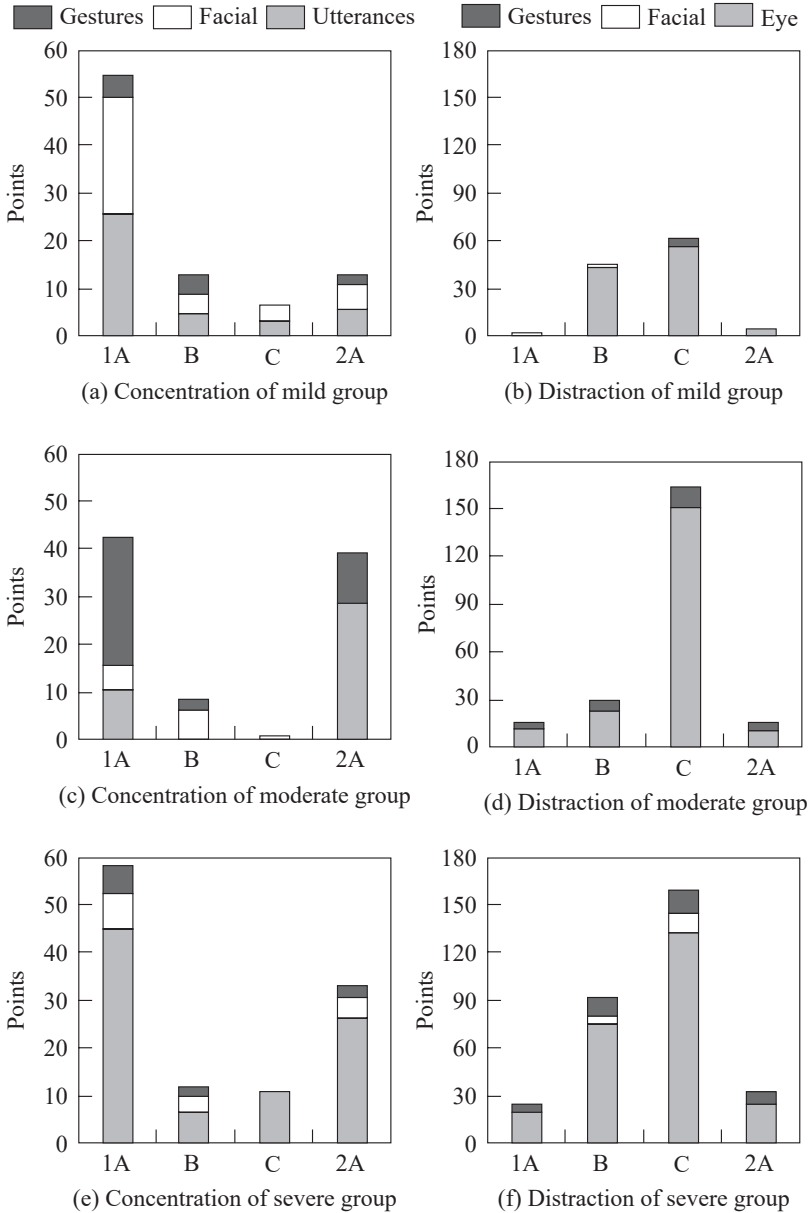 Gestures Facial Utterances
Gestures Facial Eye
60
50
40
30
20
10
0
Points
1A B C 2A
(a) Concentration of mild group
180
150
120
90
60
30
0
Points
1A B C 2A
(b) Distraction of mild group
60
50
40
30
20
10
0
Points
1A B C 2A
(c) Concentration of moderate group
180
150
120
90
60
30
0
Points
1A B C 2A
(d) Distraction of moderate group
60
50
40
30
20
10
0
Points
1A B C 2A
(e) Concentration of severe group
180
150
120
90
60
30
0
Points
1A B C 2A
(f) Distraction of severe group